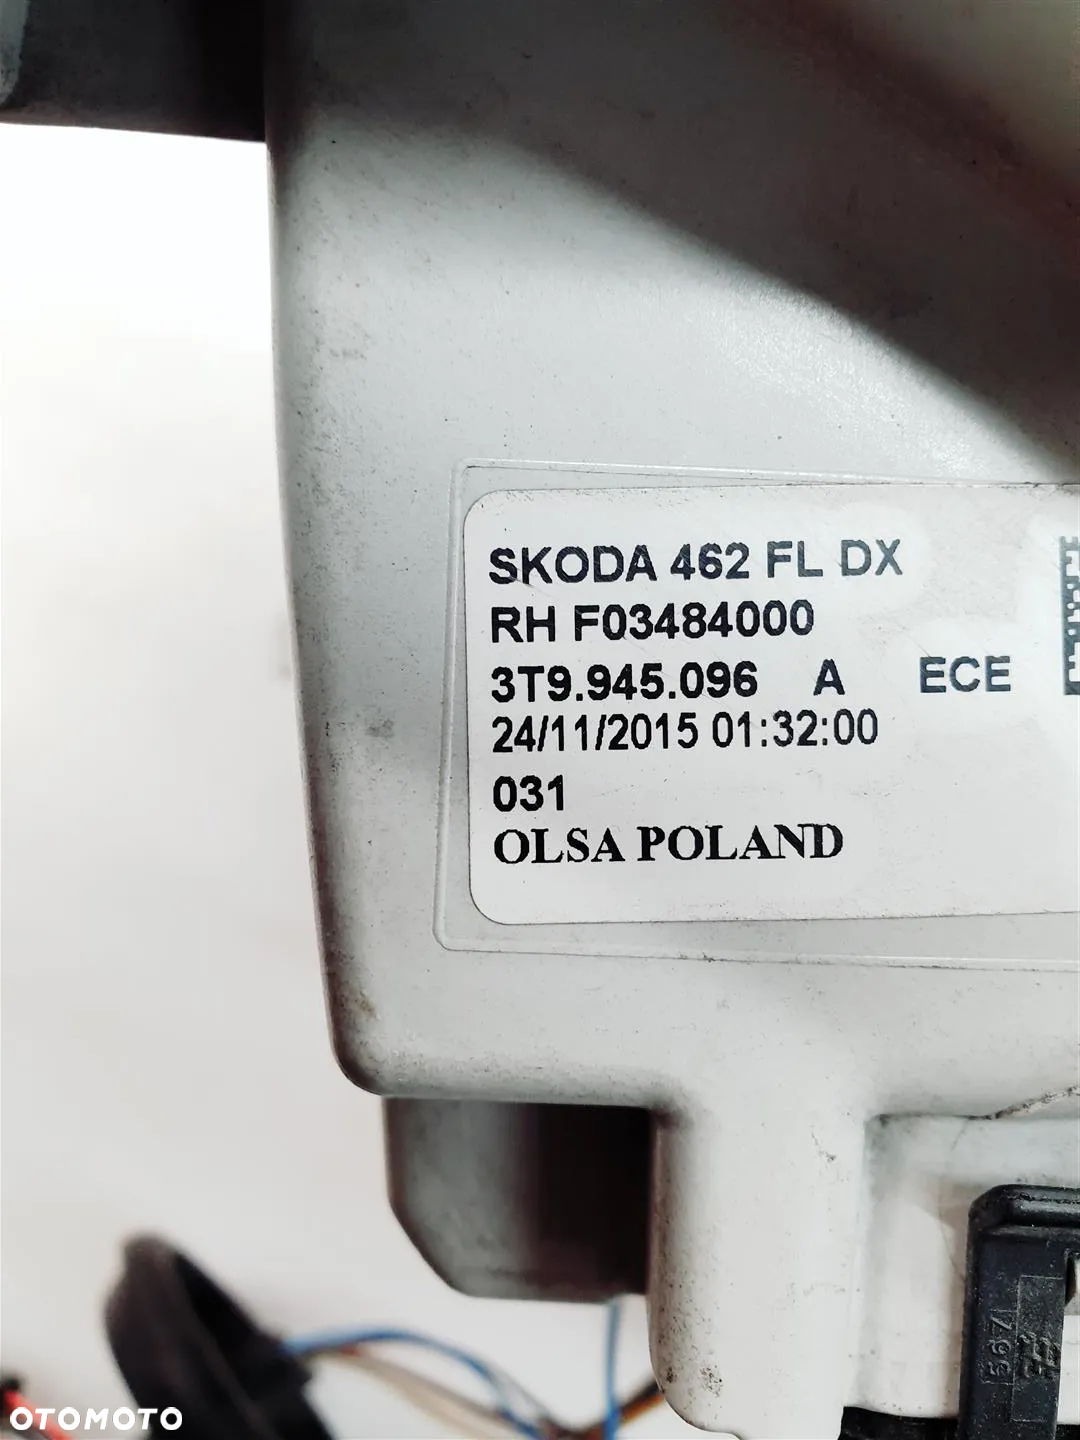 SKODA 462 FL DX
RH F03484000
3T9.945.096 A ECE
24/11/2015 01:32:00
031
OLSA POLAND
OTOMOTO